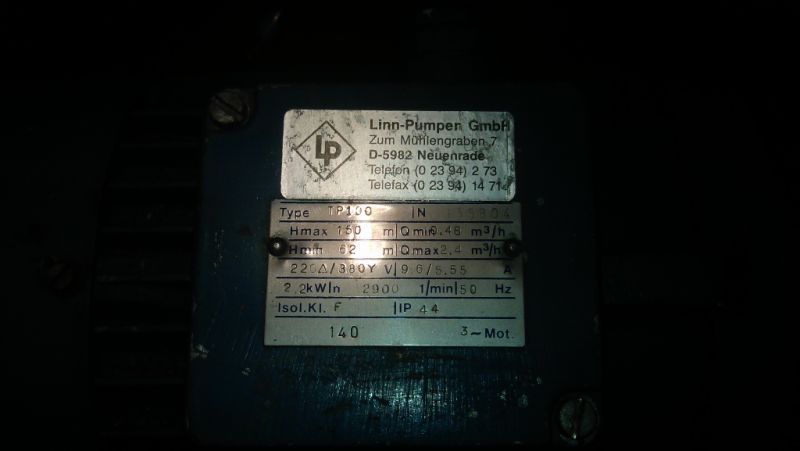 LP
Linn-Pumpen GmbH
Zum Mühlengraben 7
D-5982 Neuenrade
Telefon (0 23 94) 2 73
Telefax (0 23 94) 14 71
Type TP100 N 155804
Hmax 150 m Qmin 0.48 m³/h
Hmin 62 m Qmax 2.4 m³/h
220△/380Y V 9.6/5.55 A
2.2kW n 2900 1/min 50 Hz
Isol.Kl. F IP 44
140 3~Mot.